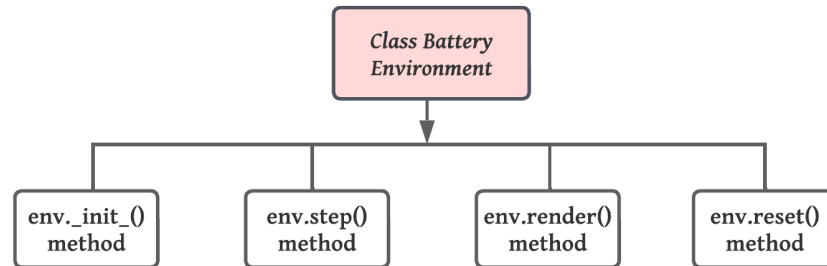 Class Battery
Environment
env._init_()
method
env.step()
method
env.render()
method
env.reset()
method